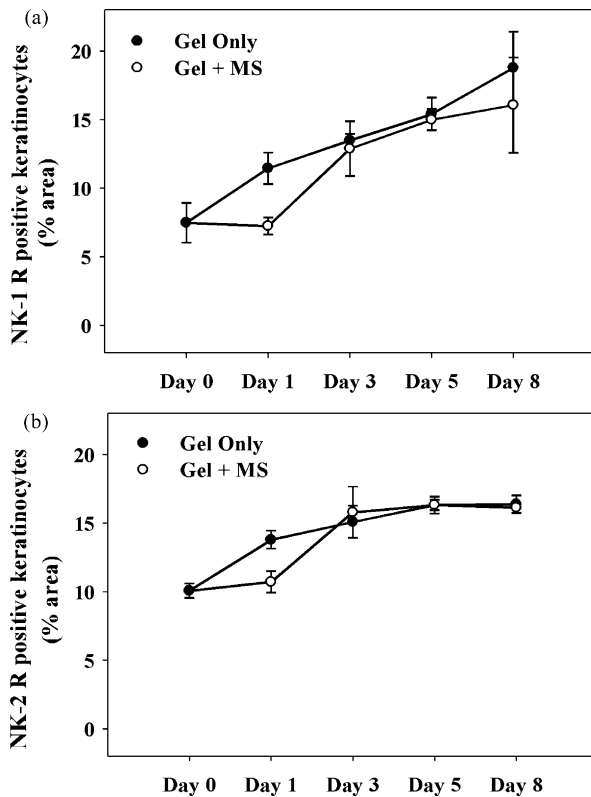 (a)
Gel Only
Gel + MS
NK-1 R positive keratinocytes
(% area)
20
15
10
5
0
Day 0 Day 1 Day 3 Day 5 Day 8
(b)
Gel Only
Gel + MS
NK-2 R positive keratinocytes
(% area)
20
15
10
5
0
Day 0 Day 1 Day 3 Day 5 Day 8